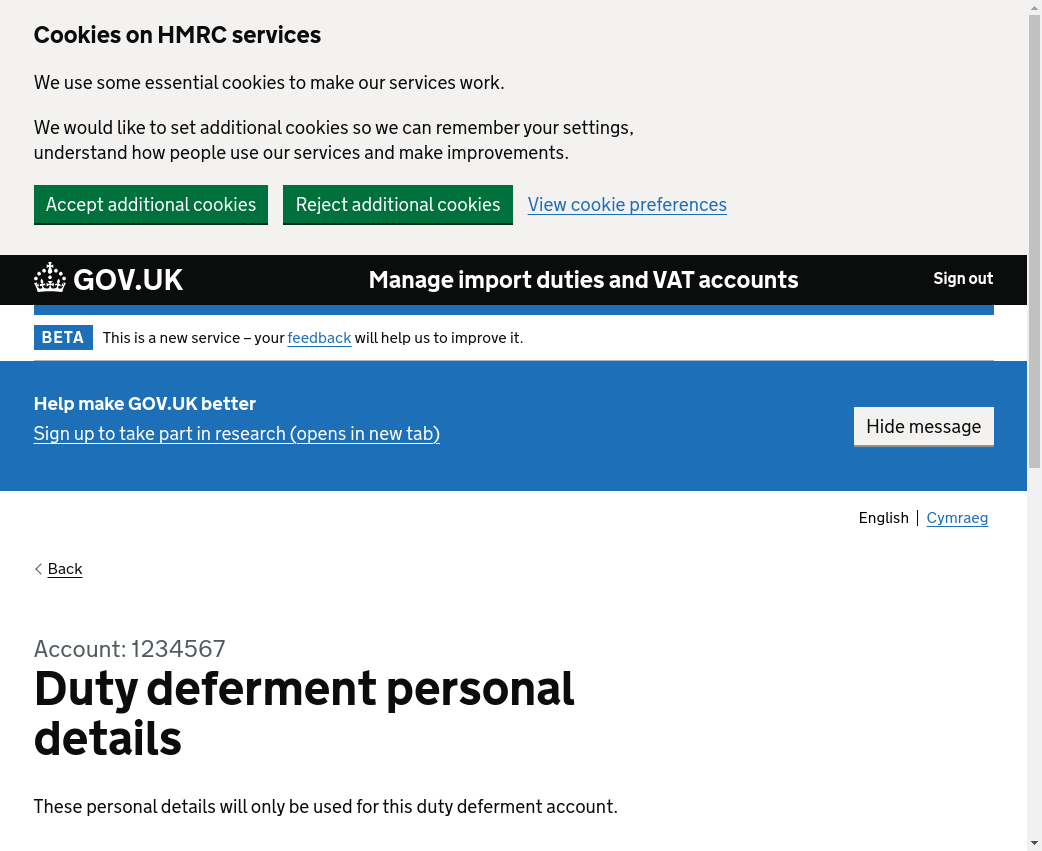 Cookies on HMRC services
We use some essential cookies to make our services work.
We would like to set additional cookies so we can remember your settings,
understand how people use our services and make improvements.
Accept additional cookies Reject additional cookies View cookie preferences
GOV.UK Manage import duties and VAT accounts Sign out
BETA This is a new service – your feedback will help us to improve it.
Help make GOV.UK better
Sign up to take part in research (opens in new tab)
Hide message
English Cymraeg
Back
Account: 1234567
Duty deferment personal
details
These personal details will only be used for this duty deferment account.